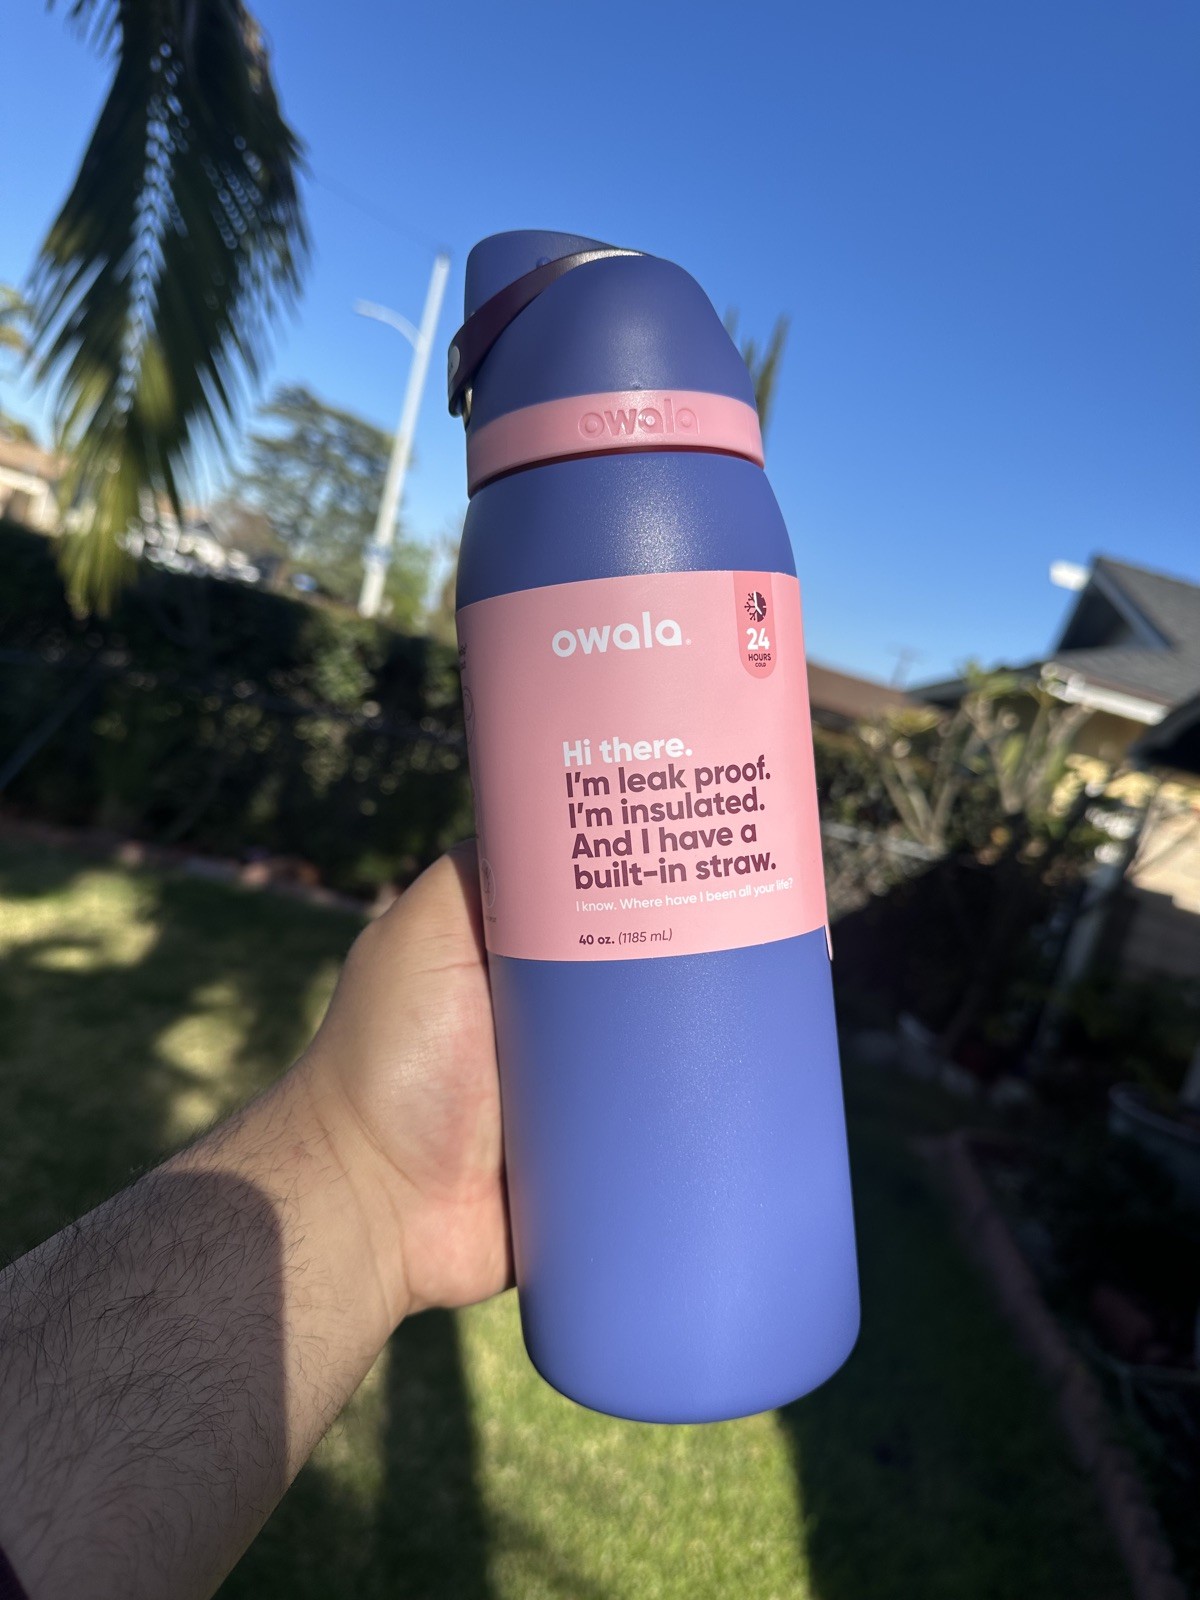 owala
owala.
24
HOURS
COLD
Hi there.
I'm leak proof.
I'm insulated.
And I have a
built-in straw.
I know. Where have I been all your life?
40 oz. (1185 mL)